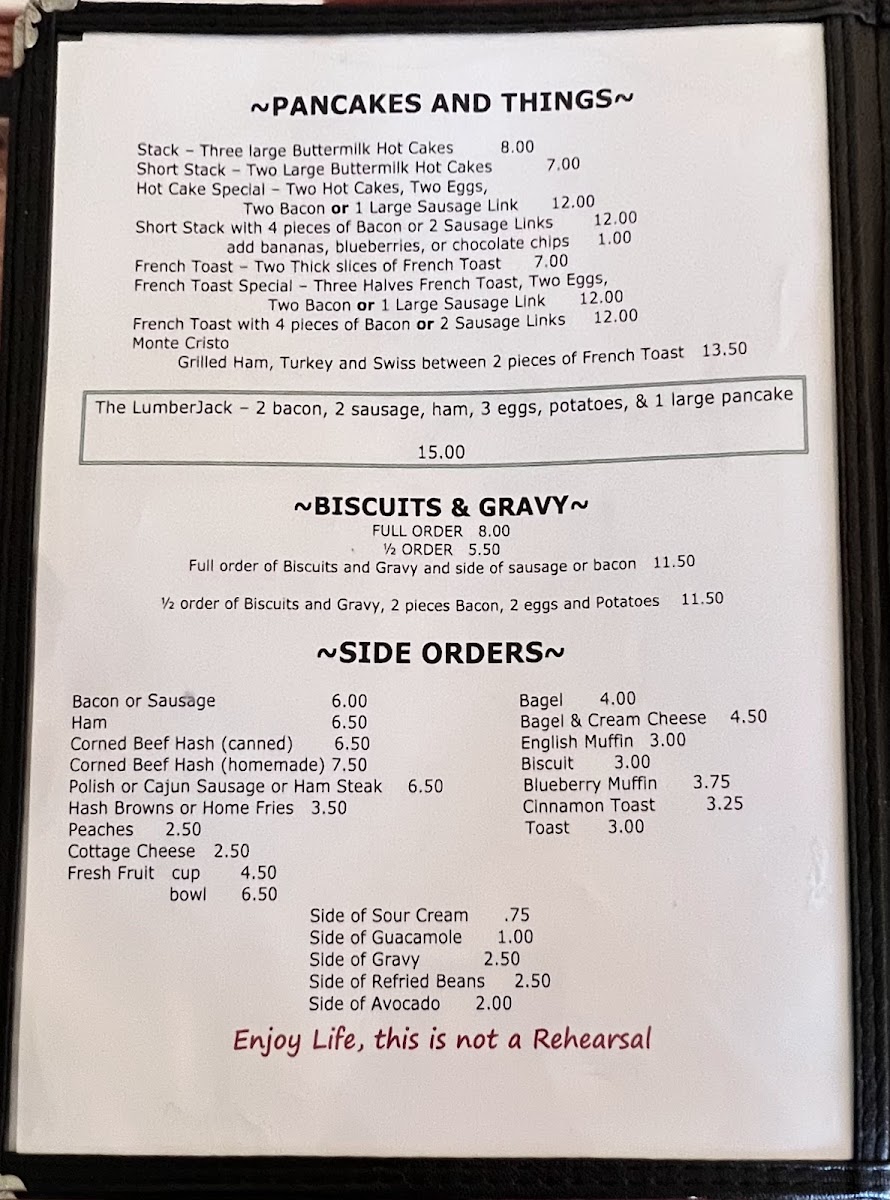 ~PANCAKES AND THINGS~
Stack – Three large Buttermilk Hot Cakes 8.00
Short Stack – Two Large Buttermilk Hot Cakes 7.00
Hot Cake Special – Two Hot Cakes, Two Eggs,
Two Bacon or 1 Large Sausage Link 12.00
Short Stack with 4 pieces of Bacon or 2 Sausage Links 12.00
add bananas, blueberries, or chocolate chips 1.00
French Toast – Two Thick slices of French Toast 7.00
French Toast Special – Three Halves French Toast, Two Eggs,
Two Bacon or 1 Large Sausage Link 12.00
French Toast with 4 pieces of Bacon or 2 Sausage Links 12.00
Monte Cristo
Grilled Ham, Turkey and Swiss between 2 pieces of French Toast 13.50
The LumberJack – 2 bacon, 2 sausage, ham, 3 eggs, potatoes, & 1 large pancake
15.00
~BISCUITS & GRAVY~
FULL ORDER 8.00
½ ORDER 5.50
Full order of Biscuits and Gravy and side of sausage or bacon 11.50
½ order of Biscuits and Gravy, 2 pieces Bacon, 2 eggs and Potatoes 11.50
~SIDE ORDERS~
Bacon or Sausage 6.00
Ham 6.50
Corned Beef Hash (canned) 6.50
Corned Beef Hash (homemade) 7.50
Polish or Cajun Sausage or Ham Steak 6.50
Hash Browns or Home Fries 3.50
Peaches 2.50
Cottage Cheese 2.50
Fresh Fruit cup 4.50
bowl 6.50
Bagel 4.00
Bagel & Cream Cheese 4.50
English Muffin 3.00
Biscuit 3.00
Blueberry Muffin 3.75
Cinnamon Toast 3.25
Toast 3.00
Side of Sour Cream .75
Side of Guacamole 1.00
Side of Gravy 2.50
Side of Refried Beans 2.50
Side of Avocado 2.00
Enjoy Life, this is not a Rehearsal